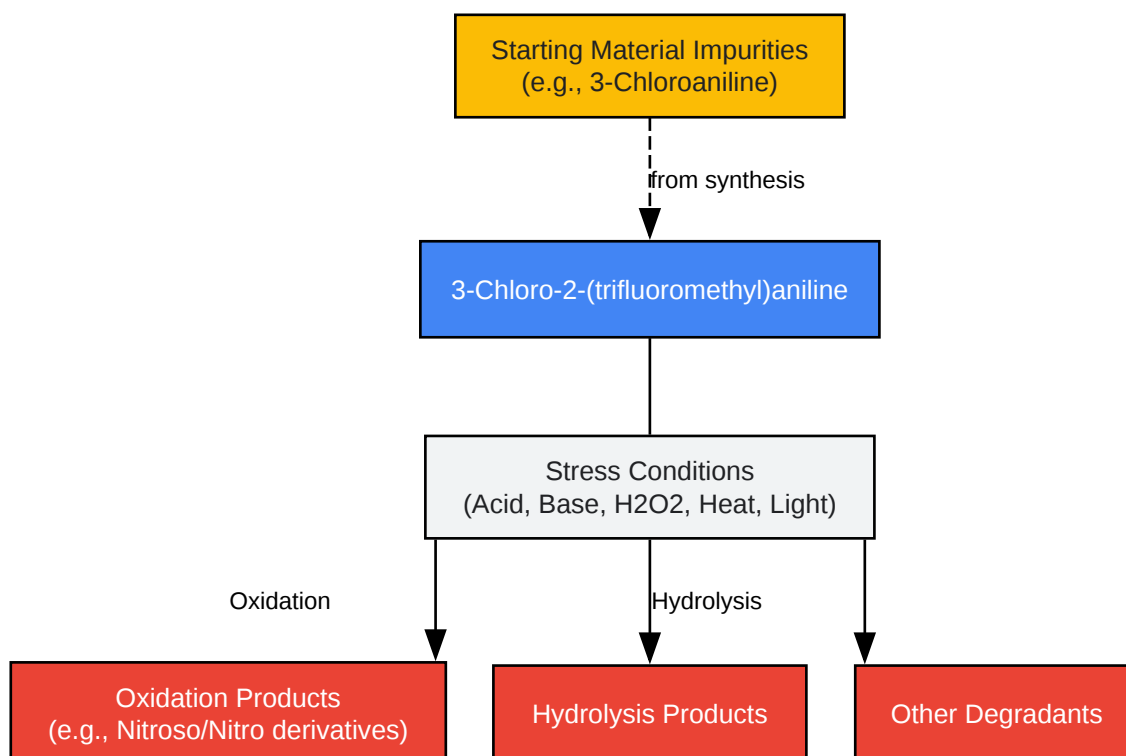 Starting Material Impurities
(e.g., 3-Chloroaniline)
from synthesis
3-Chloro-2-(trifluoromethyl)aniline
Stress Conditions
(Acid, Base, H2O2, Heat, Light)
Oxidation
Hydrolysis
Oxidation Products
(e.g., Nitroso/Nitro derivatives)
Hydrolysis Products
Other Degradants